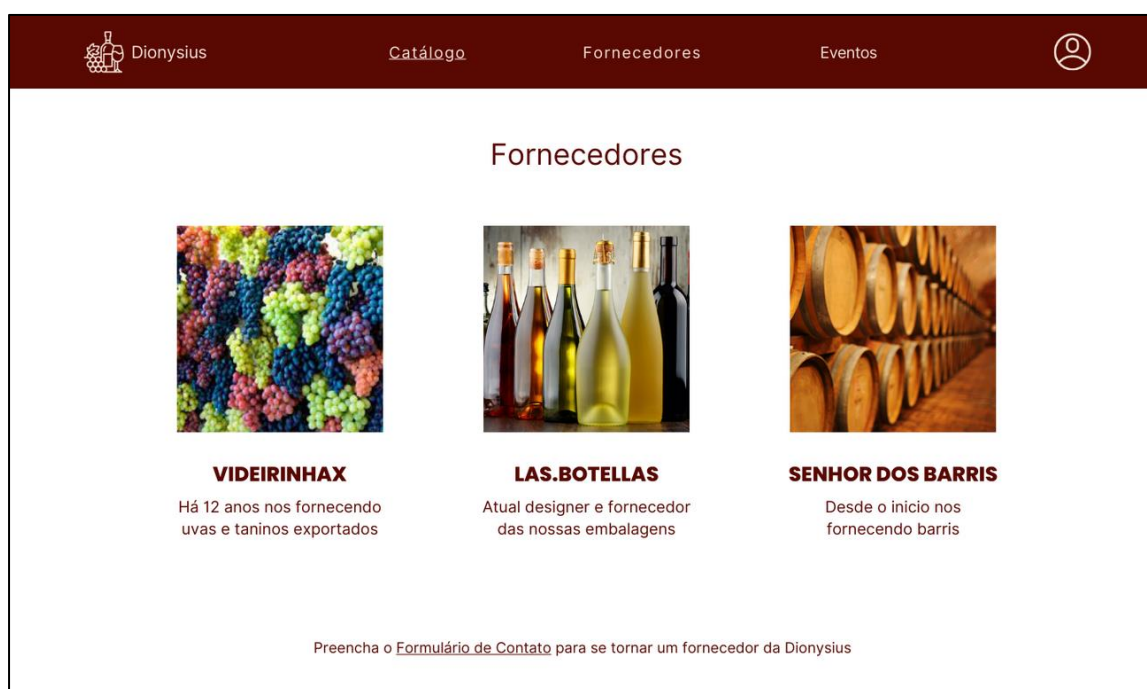 Dionysius
Catálogo
Fornecedores
Eventos
Fornecedores
VIDEIRINHAX
Há 12 anos nos fornecendo
uvas e taninos exportados
LAS.BOTELLAS
Atual designer e fornecedor
das nossas embalagens
SENHOR DOS BARRIS
Desde o inicio nos
fornecendo barris
Preencha o Formulário de Contato para se tornar um fornecedor da Dionysius